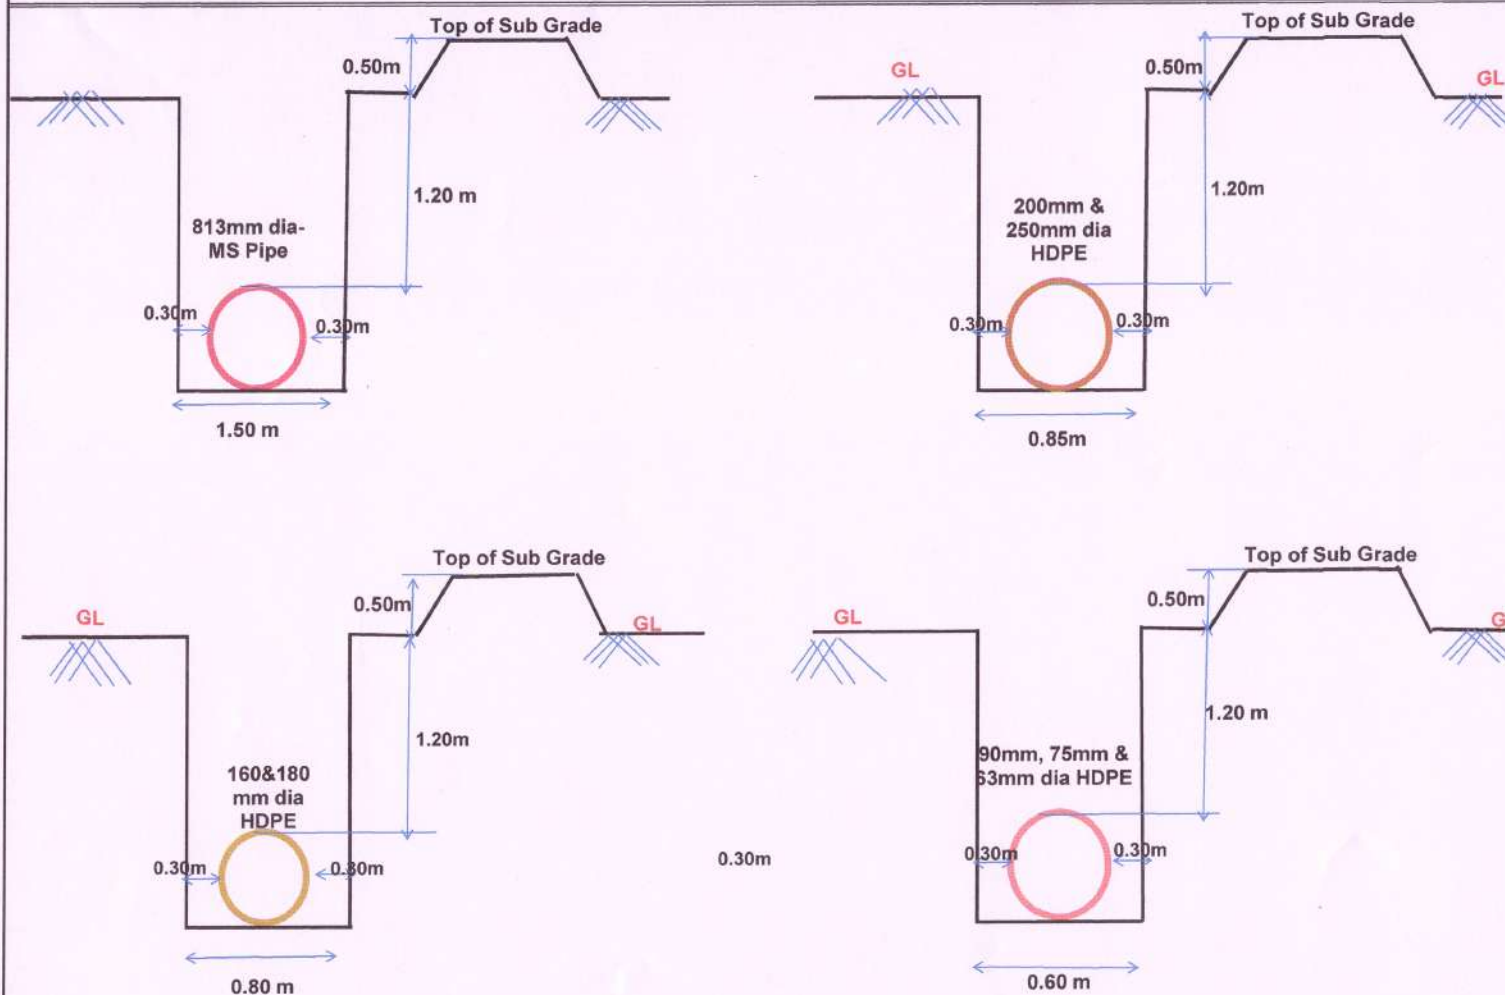 Top of Sub Grade
0.50m
1.20 m
813mm dia-
MS Pipe
0.30m
0.30m
1.50 m
Top of Sub Grade
GL
0.50m
GL
1.20m
200mm &
250mm dia
HDPE
0.30m
0.30m
0.85m
Top of Sub Grade
0.50m
GL
GL
1.20m
160&180
mm dia
HDPE
0.30m
0.30m
0.80 m
0.30m
Top of Sub Grade
0.50m
GL
1.20 m
90mm, 75mm &
63mm dia HDPE
0.30m
0.30m
0.60 m